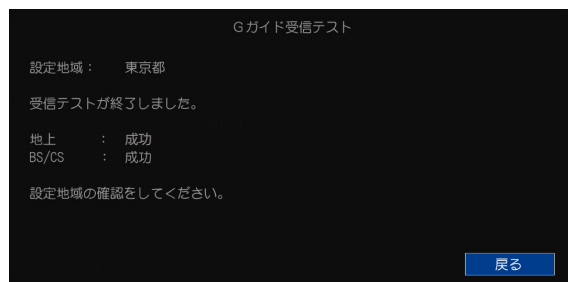 Gガイド受信テスト
設定地域： 東京都
受信テストが終了しました。
地上 ： 成功
BS/CS ： 成功
設定地域の確認をしてください。
戻る